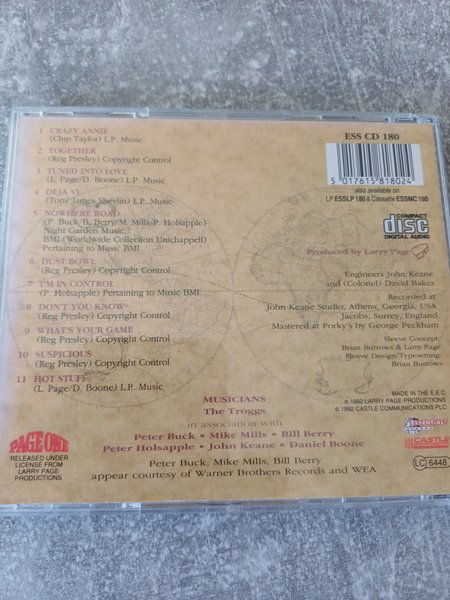 1 CRAZY ANNIE
(Chip Taylor) L.P. Music
2 TOGETHER
(Reg Presley) Copyright Control
3 TUNED INTO LOVE
(L. Page/D. Boone) L.P. Music
4 DEJA VU
(Tony James Shevlin) L.P. Music
5 NOWHERE ROAD
(P. Buck/B. Berry/M. Mills/P. Holsapple)
Night Garden Music
BMI (Worldwide Collection Unichappell)
Pertaining to Music BMI
6 DUST BOWL
(Reg Presley) Copyright Control
7 I'M IN CONTROL
(P. Holsapple) Pertaining to Music BMI
8 DON'T YOU KNOW
(Reg Presley) Copyright Control
9 WHAT'S YOUR GAME
(Reg Presley) Copyright Control
10 SUSPICIOUS
(Reg Presley) Copyright Control
11 HOT STUFF
(L. Page/D. Boone) L.P. Music
ESS CD 180
5 017615 818024
also available on
LP ESSLP 180 & Cassette ESSMC 180
COMPACT
disc
DIGITAL AUDIO
Produced by Larry Page
Engineers John Keane
and (Colonel) David Baker
Recorded at
John Keane Studio, Athens, Georgia, USA
Jacobs, Surrey, England
Mastered at Porky's by George Peckham
Sleeve Concept:
Brian Burrows & Larry Page
Sleeve Design/Typesetting:
Brian Burrows
MADE IN THE E.E.C.
℗ 1992 LARRY PAGE PRODUCTIONS
© 1992 CASTLE COMMUNICATIONS PLC
MUSICIANS
The Troggs
in association with
Peter Buck • Mike Mills • Bill Berry
Peter Holsapple • John Keane • Daniel Boone
Peter Buck, Mike Mills, Bill Berry
appear courtesy of Warner Brothers Records and WEA
PAGE ONE
RELEASED UNDER
LICENSE FROM
LARRY PAGE
PRODUCTIONS
ESSENTIAL!
CASTLE
LC 6448